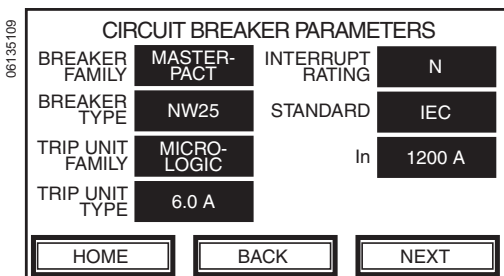 06135109
CIRCUIT BREAKER PARAMETERS
BREAKER
FAMILY
MASTER-
PACT
INTERRUPT
RATING
N
BREAKER
TYPE
NW25
STANDARD
IEC
TRIP UNIT
FAMILY
MICRO-
LOGIC
In
1200 A
TRIP UNIT
TYPE
6.0 A
HOME
BACK
NEXT